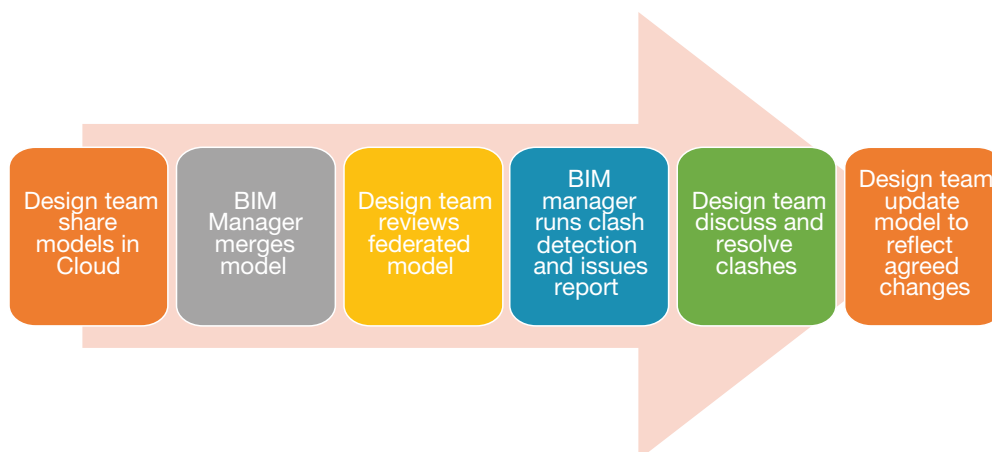 Design team
share
models in
Cloud
BIM
Manager
merges
model
Design team
reviews
federated
model
BIM
manager
runs clash
detection
and issues
report
Design team
discuss and
resolve
clashes
Design team
update
model to
reflect
agreed
changes